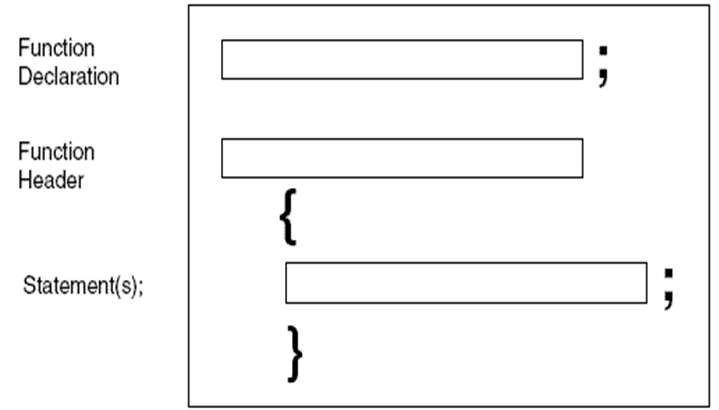 Function
Declaration
;
Function
Header
{
Statement(s);
;
}